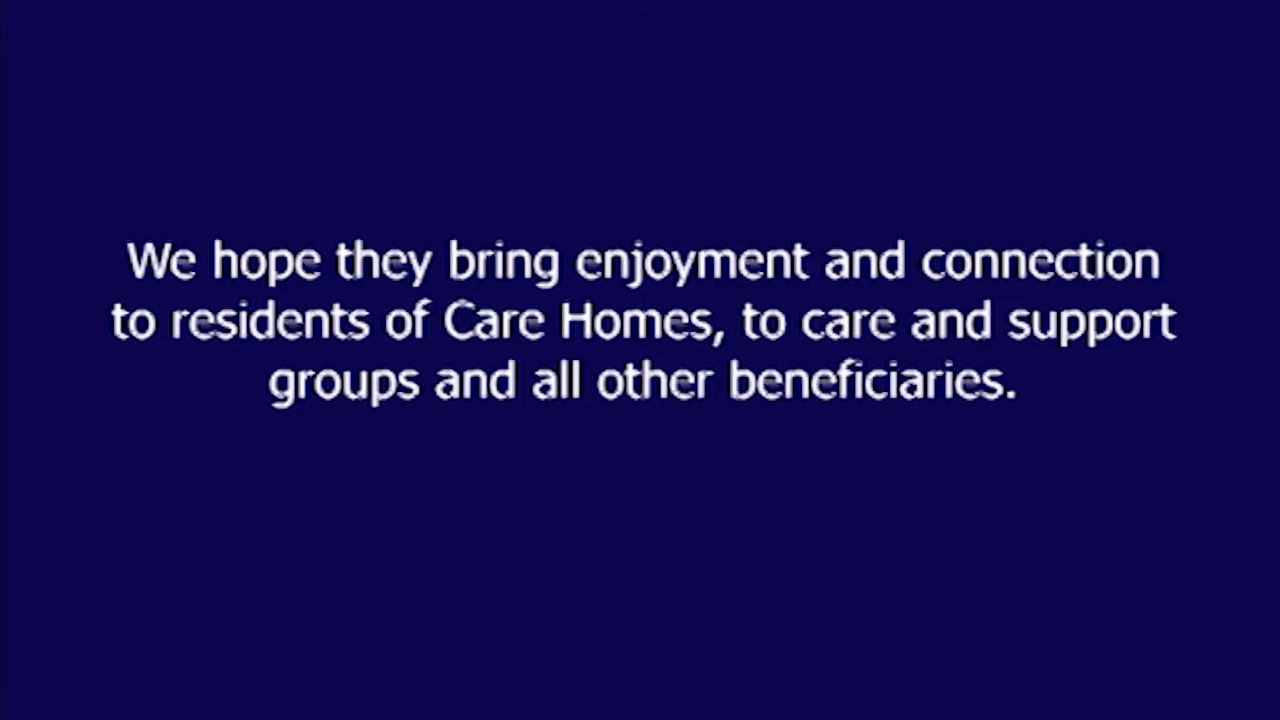 We hope they bring enjoyment and connection
to residents of Care Homes, to care and support
groups and all other beneficiaries.